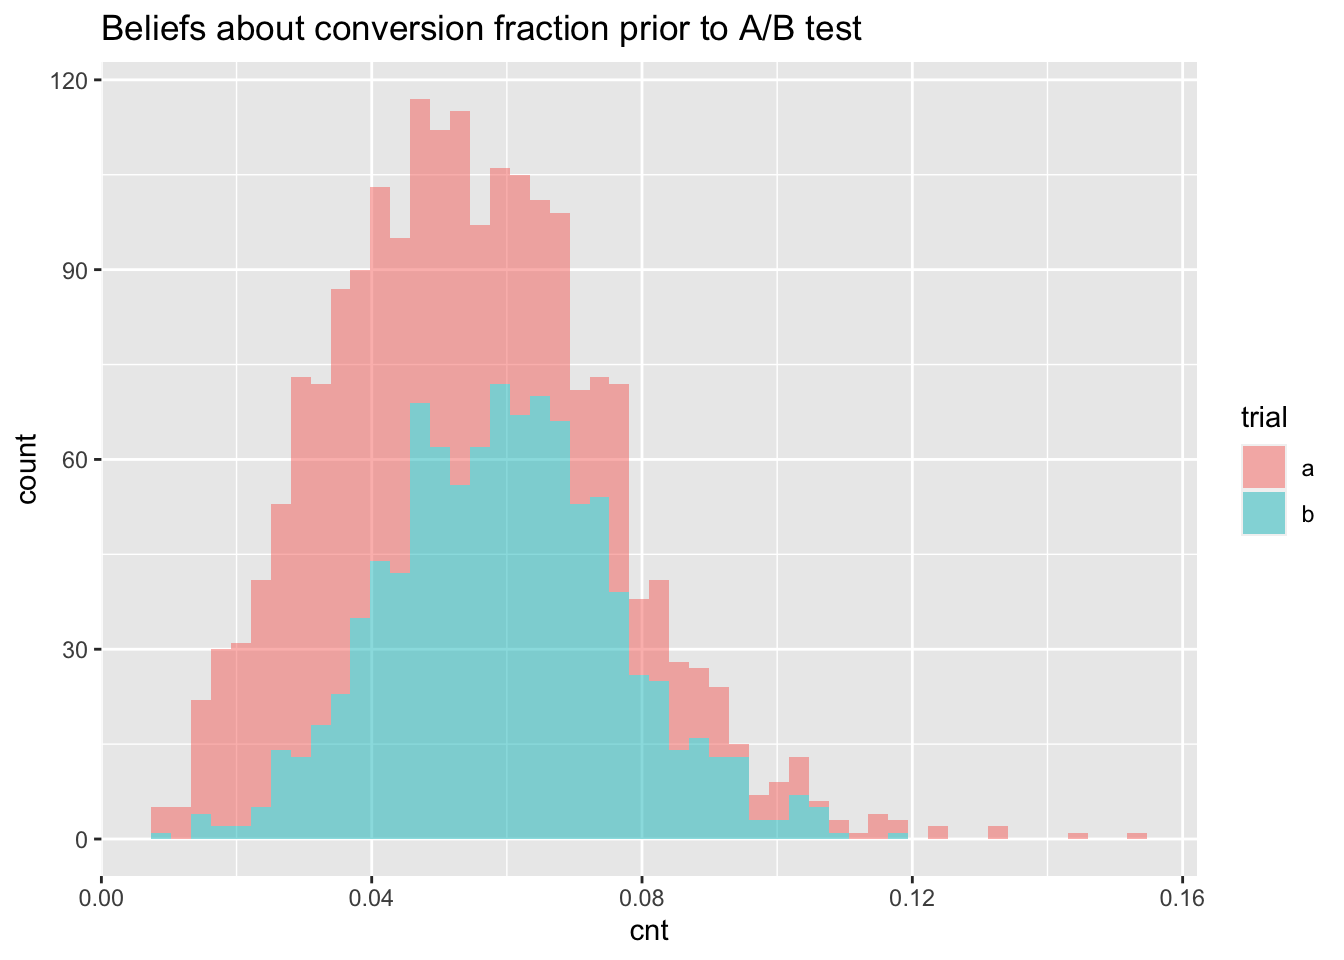 Beliefs about conversion fraction prior to A/B test
120
90
60
30
0
count
0.00
0.04
0.08
0.12
0.16
cnt
trial
a
b